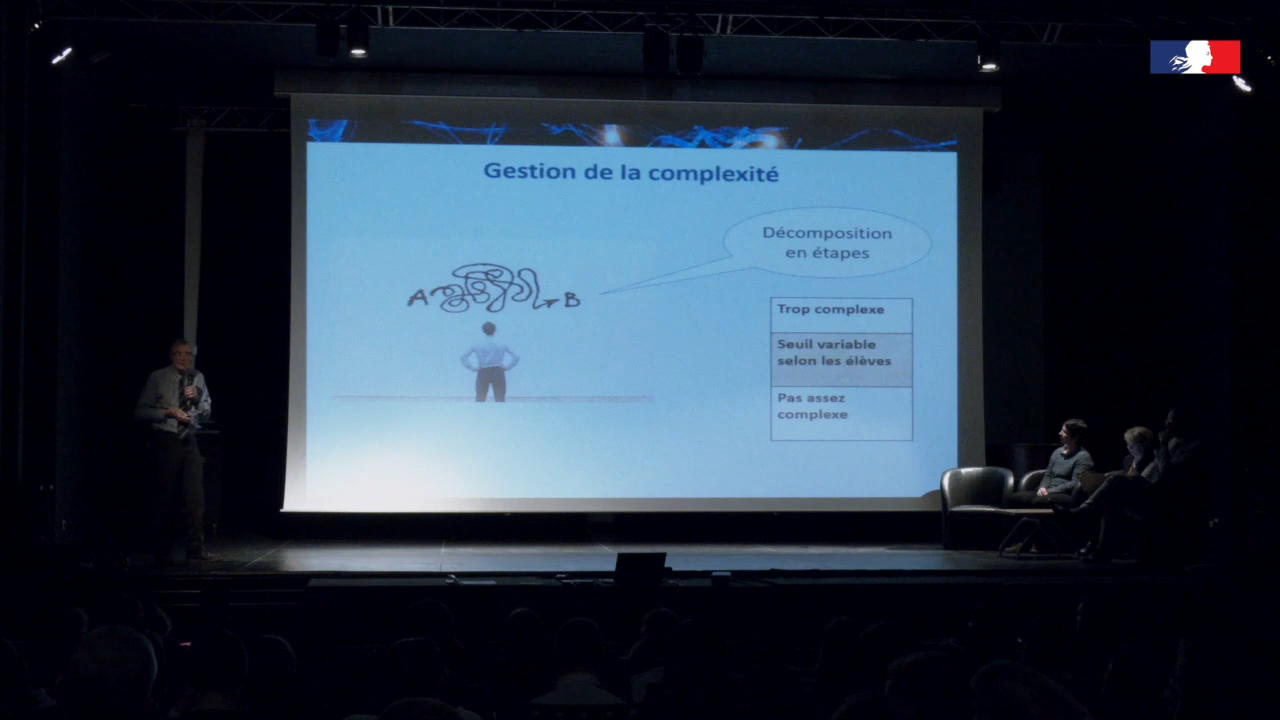 Gestion de la complexité
Décomposition
en étapes
A B
Trop complexe
Seuil variable
selon les élèves
Pas assez
complexe